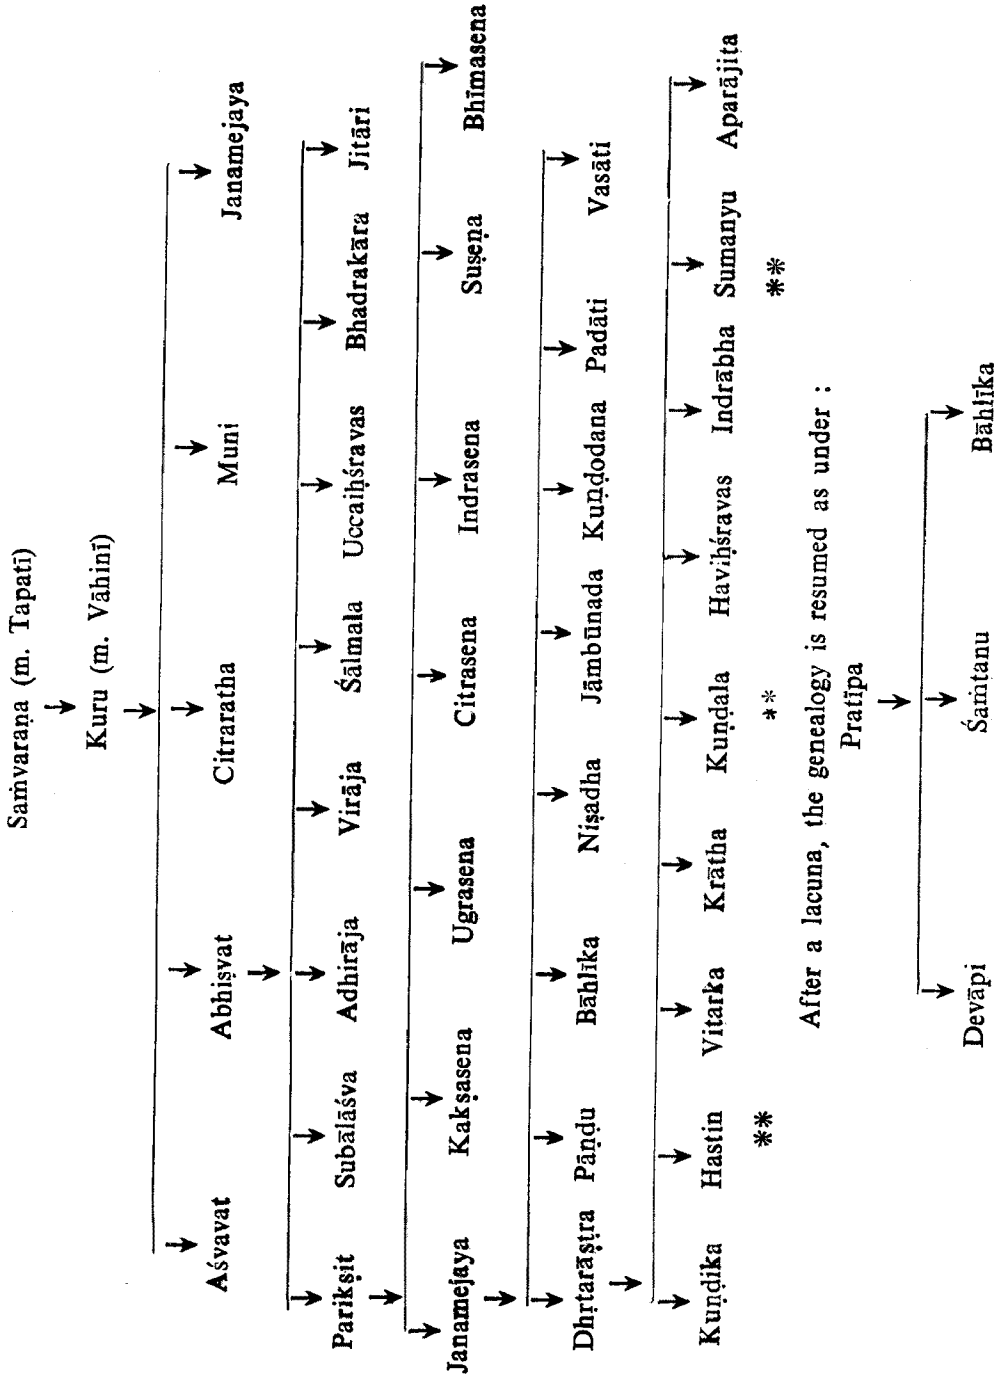 Saṁvaraṇa (m. Tapatī)
Kuru (m. Vāhinī)
Aśvavat Abhiṣvat Citraratha Muni Janamejaya
Parikṣit Subālāśva Adhirāja Virāja Śālmala Uccaiḥśravas Bhadrakāra Jitāri
Janamejaya Kakṣasena Ugrasena Citrasena Indrasena Suṣeṇa Bhīmasena
Dhṛtarāṣṭra Pāṇḍu Bāhlīka Niṣadha Jāmbūnada Kuṇḍodana Padāti Vasāti
Kuṇḍika Hastin Vitarka Krātha Kuṇḍala Haviḥśravas Indrābha Sumanyu Aparājita
** ** **
After a lacuna, the genealogy is resumed as under :
Pratīpa
Devāpi Śaṁtanu Bāhlīka